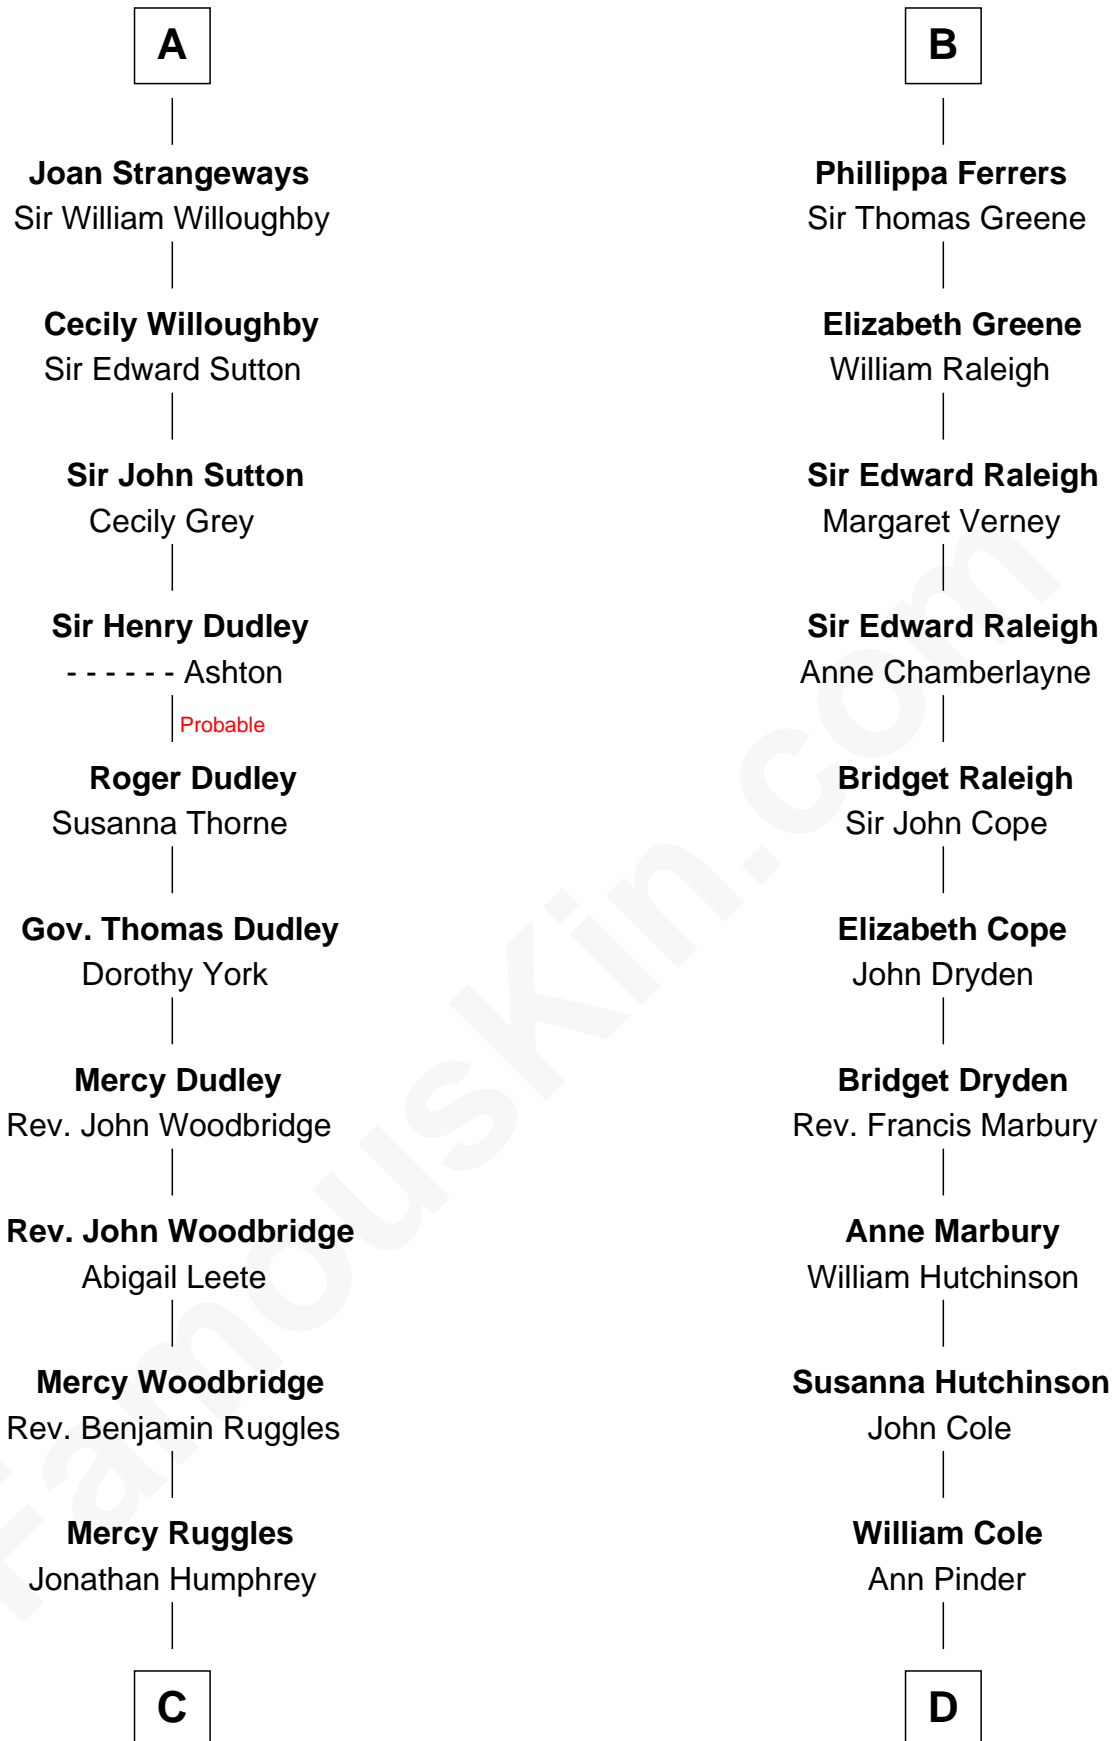 A
Joan Strangeways
Sir William Willoughby
Cecily Willoughby
Sir Edward Sutton
Sir John Sutton
Cecily Grey
Sir Henry Dudley
- - - - - - Ashton
Probable
Roger Dudley
Susanna Thorne
Gov. Thomas Dudley
Dorothy York
Mercy Dudley
Rev. John Woodbridge
Rev. John Woodbridge
Abigail Leete
Mercy Woodbridge
Rev. Benjamin Ruggles
Mercy Ruggles
Jonathan Humphrey
C
B
Phillippa Ferrers
Sir Thomas Greene
Elizabeth Greene
William Raleigh
Sir Edward Raleigh
Margaret Verney
Sir Edward Raleigh
Anne Chamberlayne
Bridget Raleigh
Sir John Cope
Elizabeth Cope
John Dryden
Bridget Dryden
Rev. Francis Marbury
Anne Marbury
William Hutchinson
Susanna Hutchinson
John Cole
William Cole
Ann Pinder
D
FamousKin.com